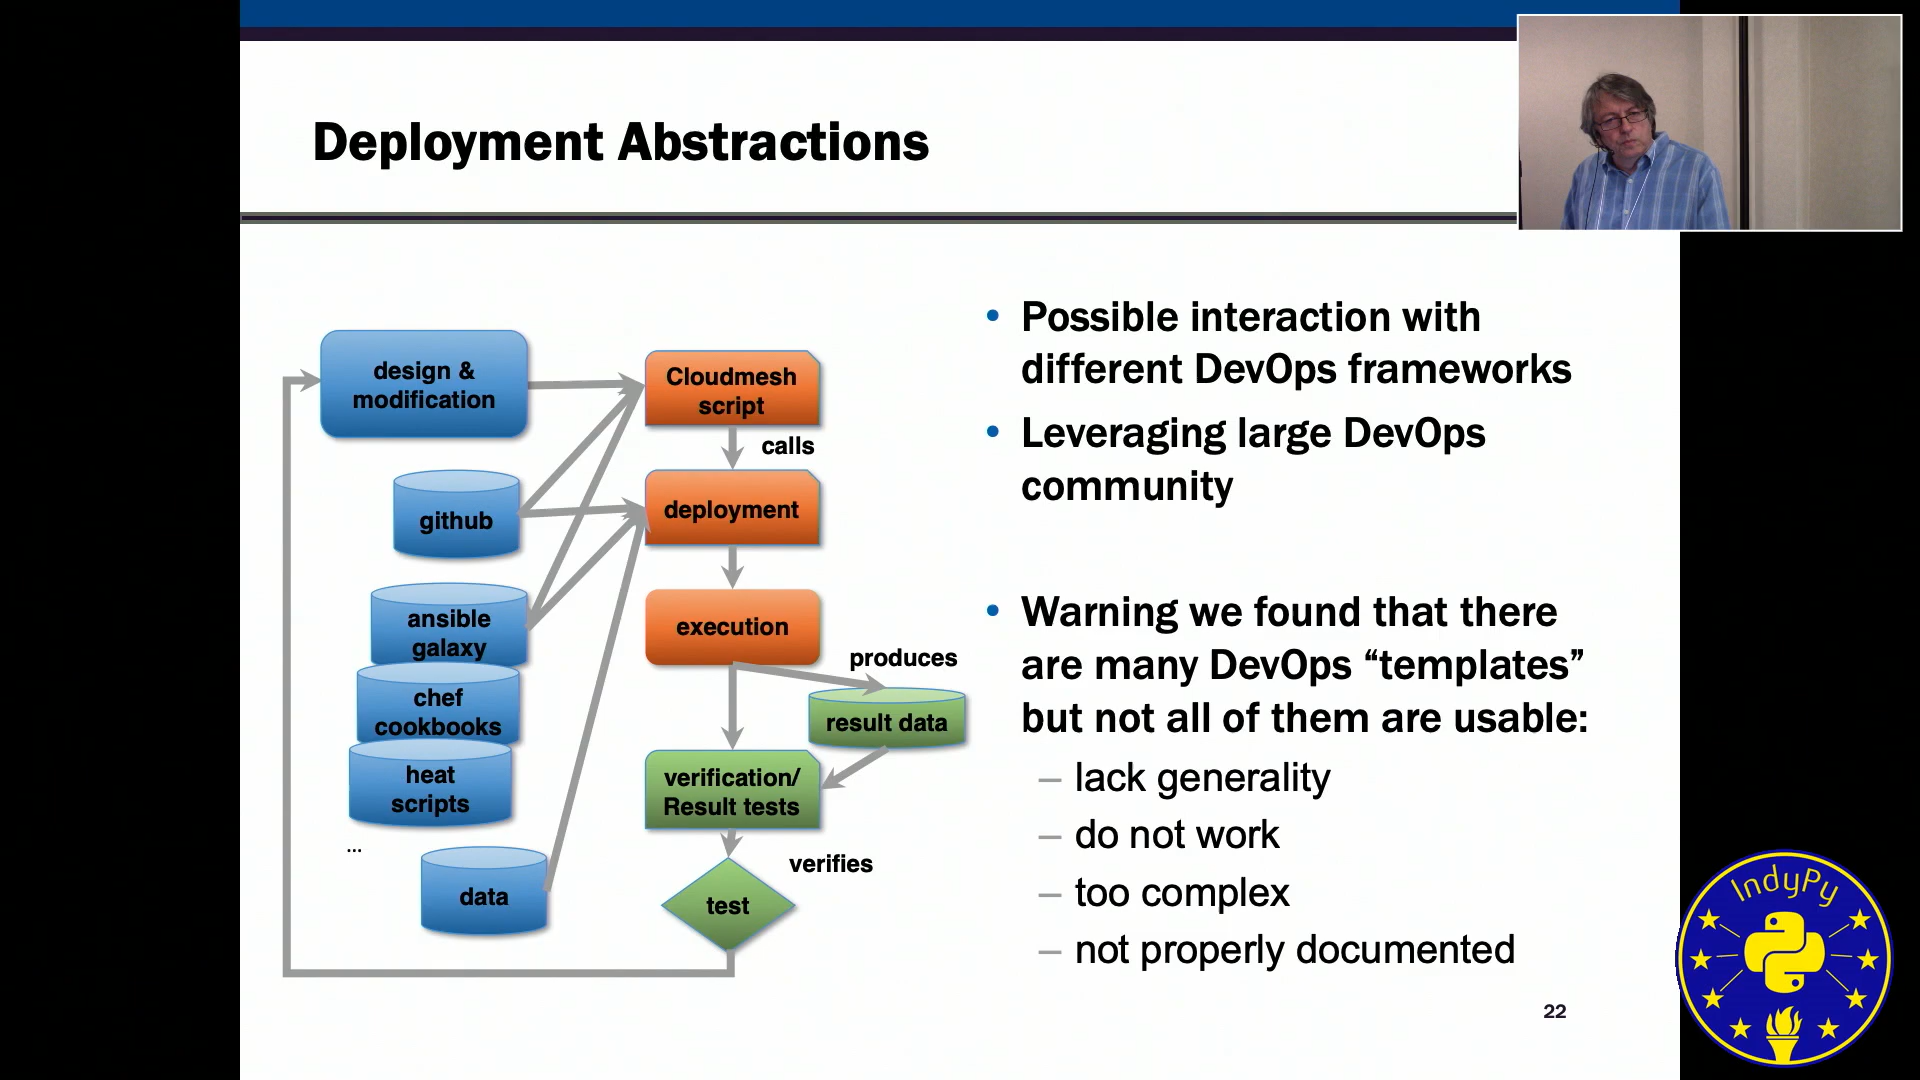 Deployment Abstractions
design &
modification
github
ansible
galaxy
chef
cookbooks
heat
scripts
...
data
Cloudmesh
script
calls
deployment
execution
produces
result data
verification/
Result tests
verifies
test
• Possible interaction with
different DevOps frameworks
• Leveraging large DevOps
community
• Warning we found that there
are many DevOps “templates”
but not all of them are usable:
– lack generality
– do not work
– too complex
– not properly documented
22
IndyPy